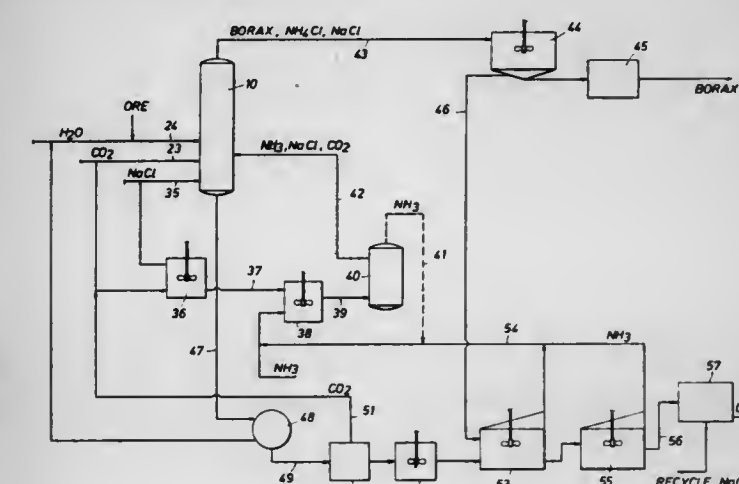 BORAX, NH4Cl, NaCl
43
44
45
BORAX
10
46
ORE
H2O
24
CO2
23
NaCl
35
NH3, NaCl, CO2
42
NH3
41
40
36
37
38
39
47
54
NH3
NH3
CO2
51
57
48
49
56
55
RECYCLE, NaCl